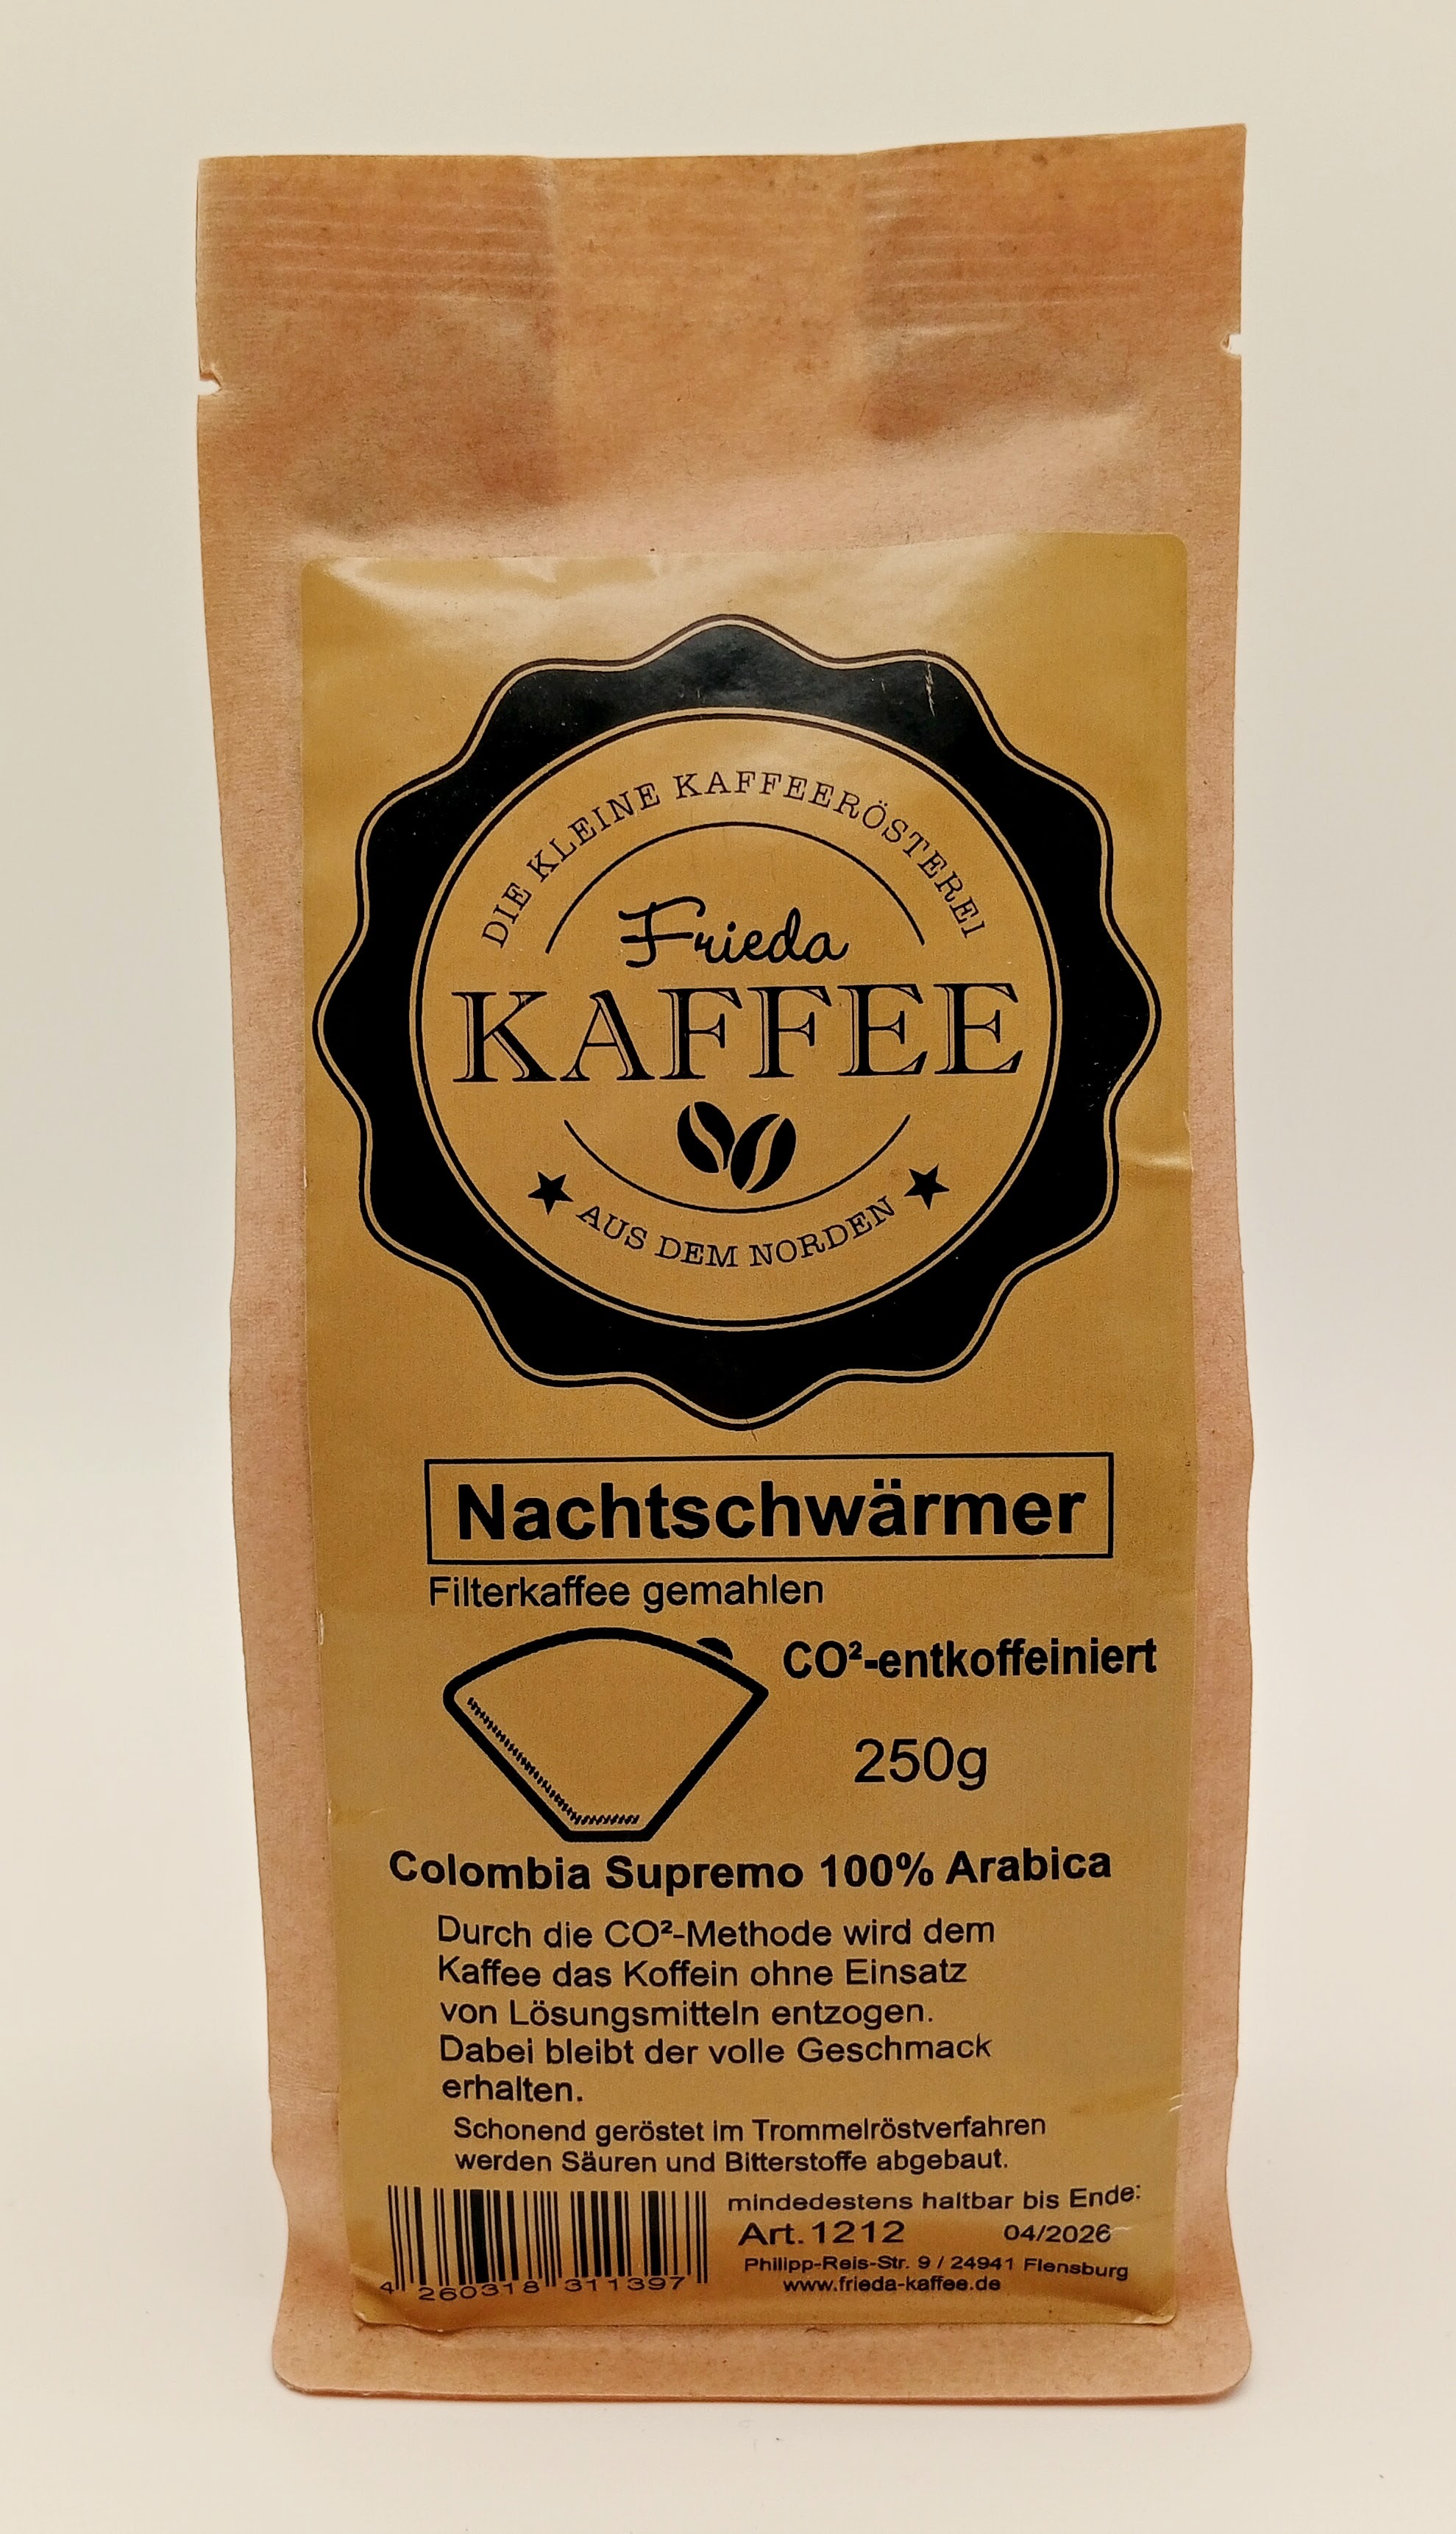 DIE KLEINE KAFFEERÖSTEREI
Frieda
KAFFEE
AUS DEM NORDEN
Nachtschwärmer
Filterkaffee gemahlen
CO²-entkoffeiniert
250g
Colombia Supremo 100% Arabica
Durch die CO²-Methode wird dem
Kaffee das Koffein ohne Einsatz
von Lösungsmitteln entzogen.
Dabei bleibt der volle Geschmack
erhalten.
Schonend geröstet im Trommelröstverfahren
werden Säuren und Bitterstoffe abgebaut.
mindedestens haltbar bis Ende:
Art.1212 04/2026
Philipp-Reis-Str. 9 / 24941 Flensburg
www.frieda-kaffee.de
4 260318 311397